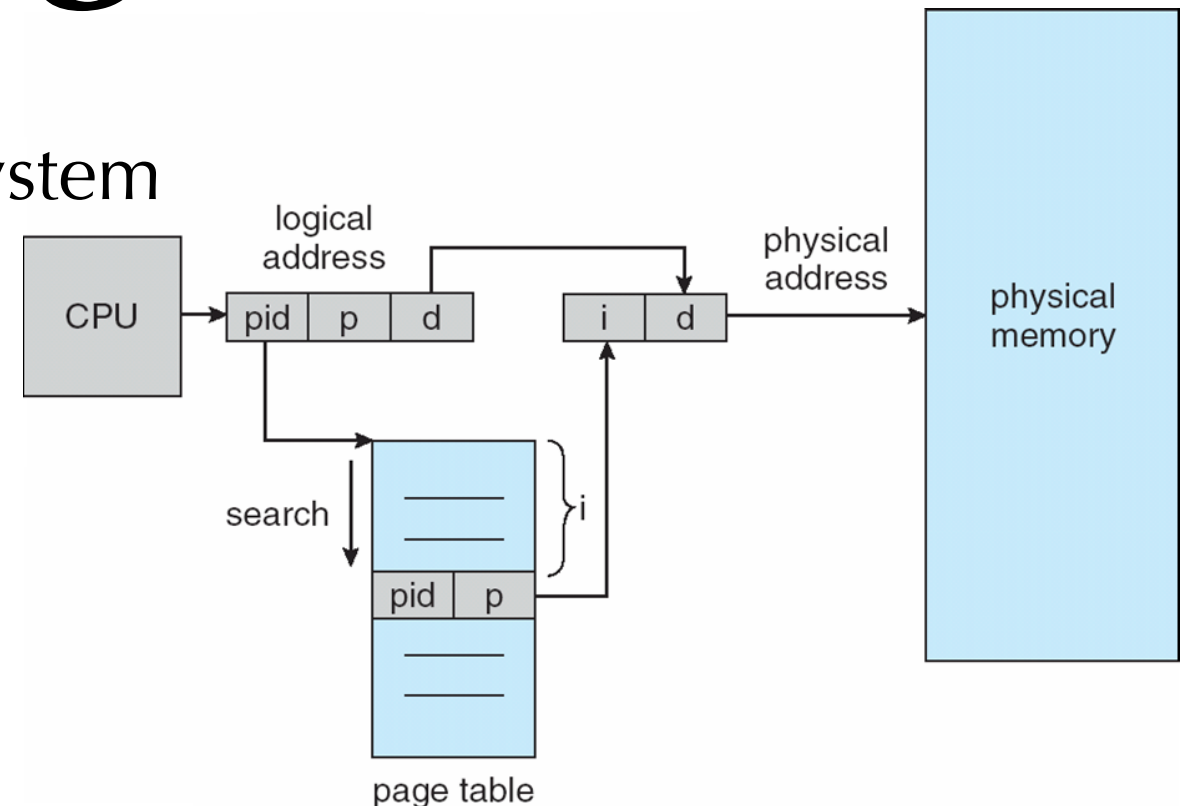 ystem
logical
address
physical
address
CPU
pid p d
i d
physical
memory
search
i
pid p
page table